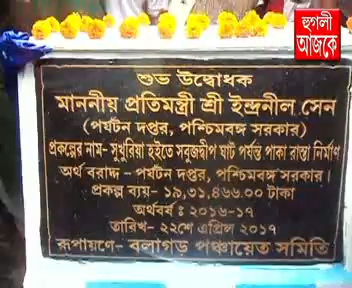 হুগলী
আজকে
শুভ উদ্বোধক
মাননীয় প্রতিমন্ত্রী শ্রী ইন্দ্রনীল সেন
(পর্যটন দপ্তর, পশ্চিমবঙ্গ সরকার)
প্রকল্পের নাম- সুখুরিয়া হইতে সবুজদ্বীপ ঘাট পর্যন্ত পাকা রাস্তা নির্মাণ
অর্থ বরাদ্দ - পর্যটন দপ্তর, পশ্চিমবঙ্গ সরকার।
প্রকল্প ব্যয়- ১৯,৩১,৪৬৬.০০ টাকা
অর্থবর্ষ : ২০১৬-১৭
তারিখ- ২২শে এপ্রিল ২০১৭
রূপায়ণে- বলাগড় পঞ্চায়েত সমিতি